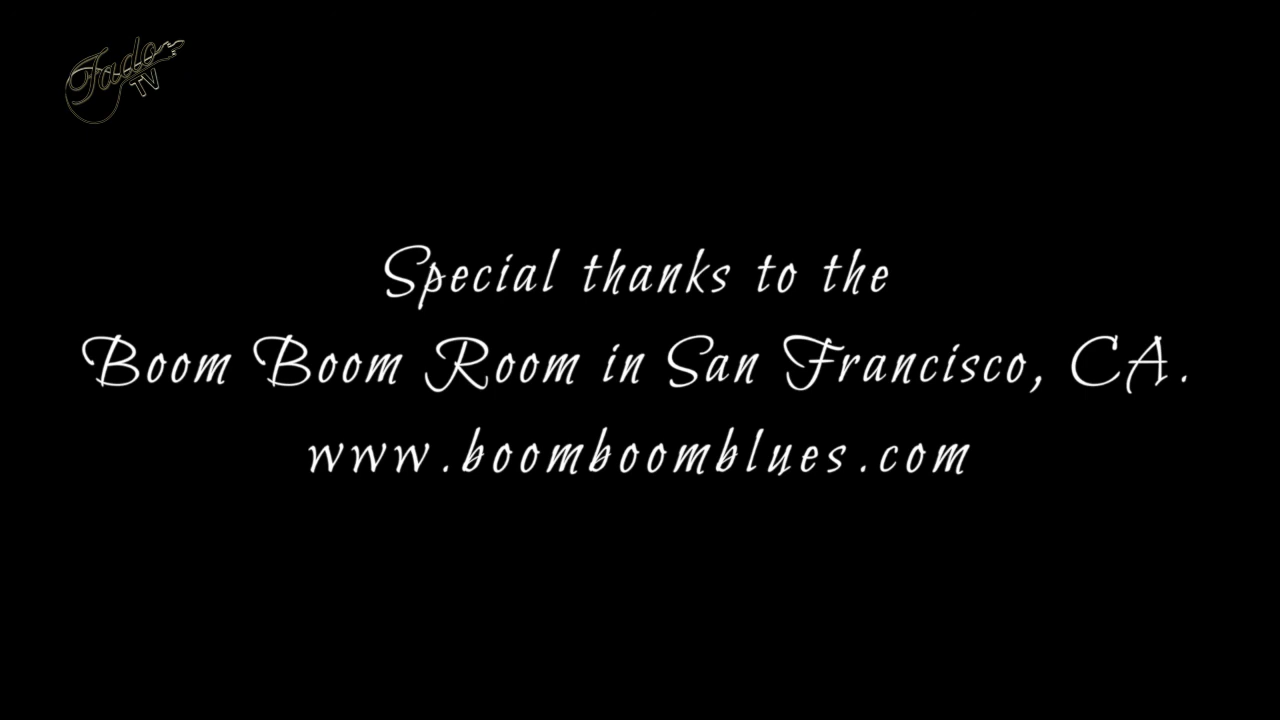 Fado
TV
Special thanks to the
Boom Boom Room in San Francisco, CA.
www.boomboomblues.com